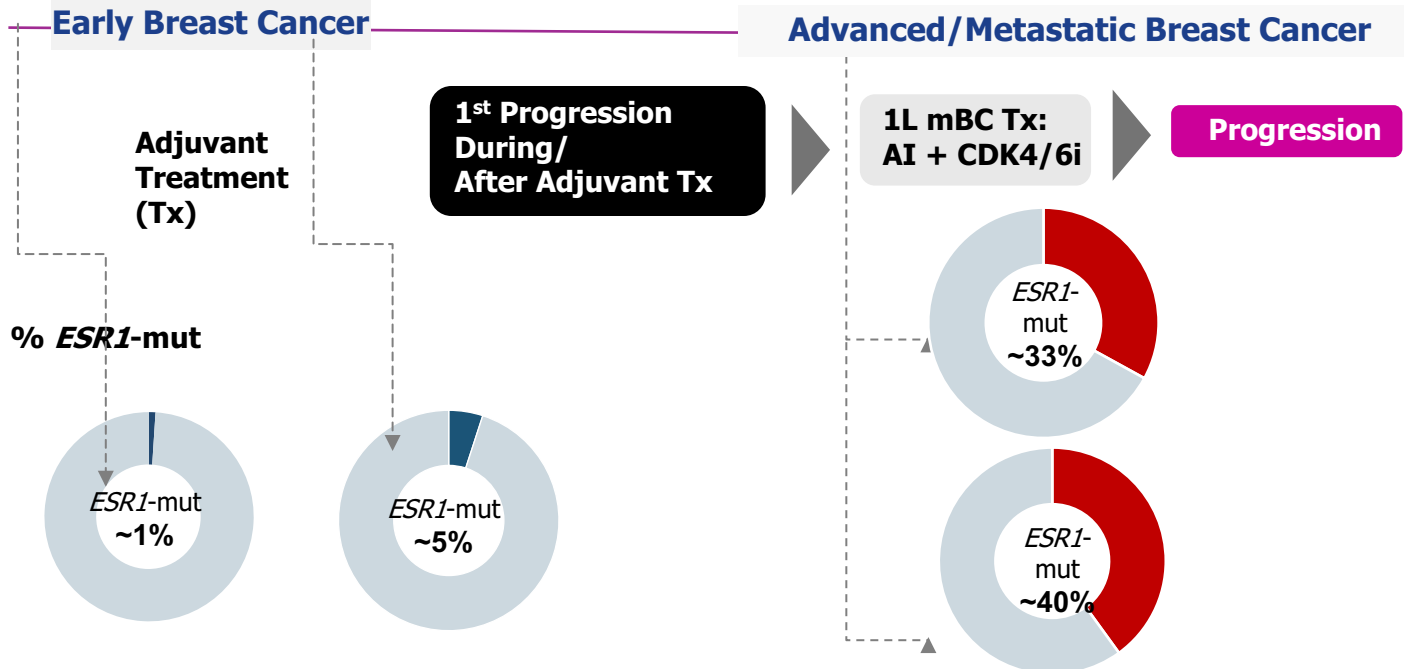 Early Breast Cancer
Advanced/Metastatic Breast Cancer
Adjuvant
Treatment
(Tx)
1st Progression
During/
After Adjuvant Tx
1L mBC Tx:
AI + CDK4/6i
Progression
% ESR1-mut
ESR1-mut
~1%
ESR1-mut
~5%
ESR1-
mut
~33%
ESR1-
mut
~40%